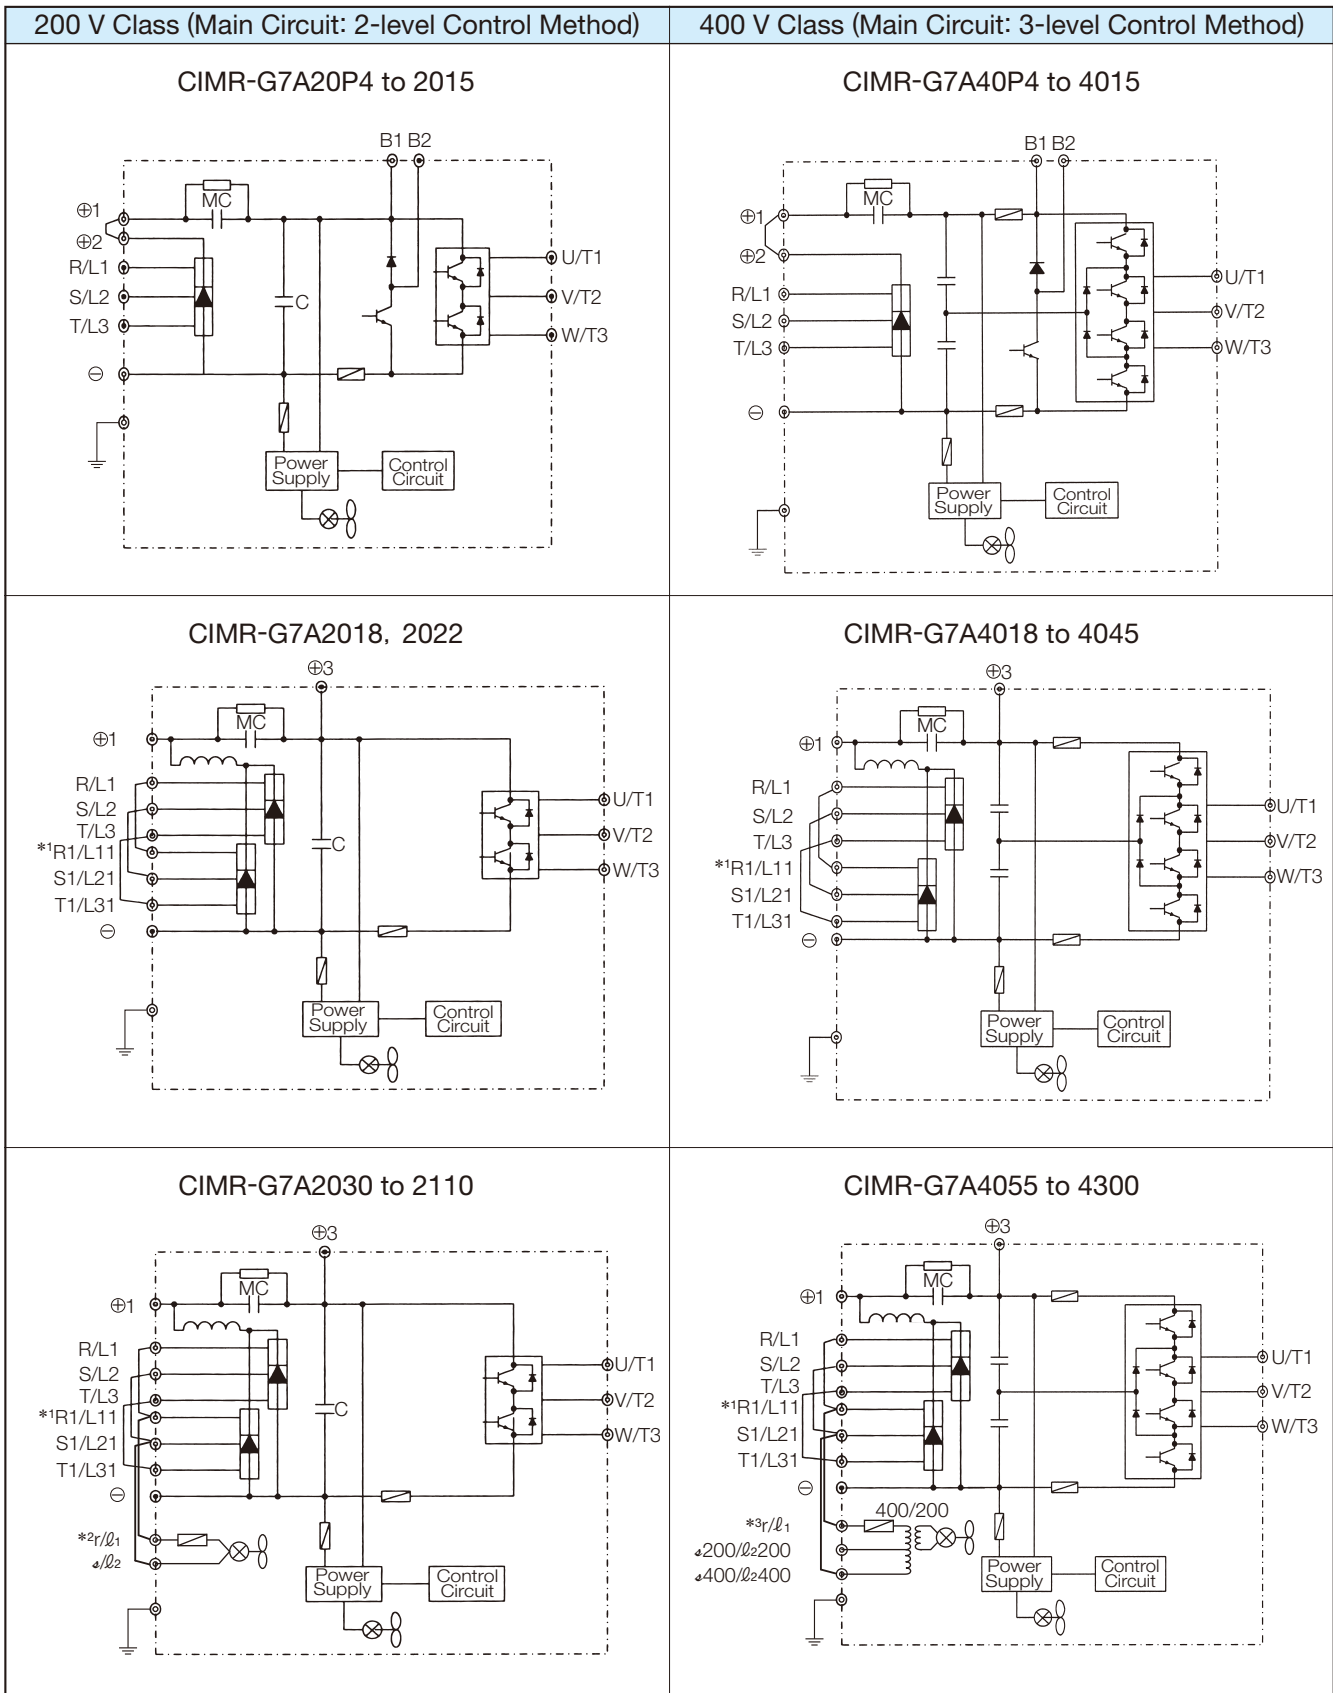 200 V Class (Main Circuit: 2-level Control Method)
400 V Class (Main Circuit: 3-level Control Method)
CIMR-G7A20P4 to 2015
B1 B2
MC
⊕1
⊕2
R/L1
S/L2
T/L3
⊖
C
U/T1
V/T2
W/T3
Power
Supply
Control
Circuit
CIMR-G7A40P4 to 4015
B1 B2
MC
⊕1
⊕2
R/L1
S/L2
T/L3
⊖
U/T1
V/T2
W/T3
Power
Supply
Control
Circuit
CIMR-G7A2018, 2022
⊕3
MC
⊕1
R/L1
S/L2
T/L3
*1R1/L11
S1/L21
T1/L31
⊖
C
U/T1
V/T2
W/T3
Power
Supply
Control
Circuit
CIMR-G7A4018 to 4045
⊕3
MC
⊕1
R/L1
S/L2
T/L3
*1R1/L11
S1/L21
T1/L31
⊖
U/T1
V/T2
W/T3
Power
Supply
Control
Circuit
CIMR-G7A2030 to 2110
⊕3
MC
⊕1
R/L1
S/L2
T/L3
*1R1/L11
S1/L21
T1/L31
⊖
*2r/ℓ1
s/ℓ2
C
U/T1
V/T2
W/T3
Power
Supply
Control
Circuit
CIMR-G7A4055 to 4300
⊕3
MC
⊕1
R/L1
S/L2
T/L3
*1R1/L11
S1/L21
T1/L31
⊖
400/200
*3r/ℓ1
s200/ℓ2200
s400/ℓ2400
U/T1
V/T2
W/T3
Power
Supply
Control
Circuit